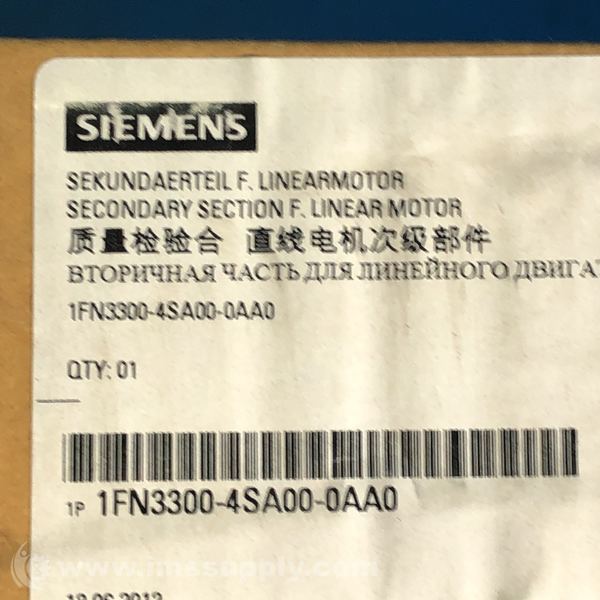 SIEMENS
SEKUNDAERTEIL F. LINEARMOTOR
SECONDARY SECTION F. LINEAR MOTOR
质量检验合 直线电机次级部件
ВТОРИЧНАЯ ЧАСТЬ ДЛЯ ЛИНЕЙНОГО ДВИГАТ
1FN3300-4SA00-0AA0
QTY: 01
1P 1FN3300-4SA00-0AA0
www.imssupply.com